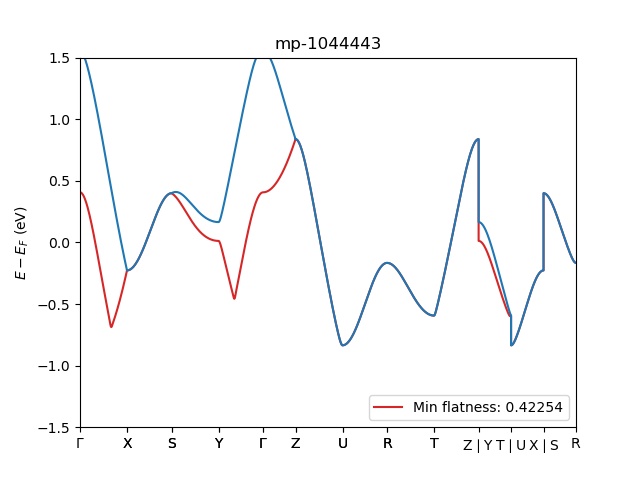 mp-1044443
E − E_F (eV)
1.5
1.0
0.5
0.0
−0.5
−1.0
−1.5
Min flatness: 0.42254
Γ X S Y Γ Z U R T Z | Y T | U X | S R